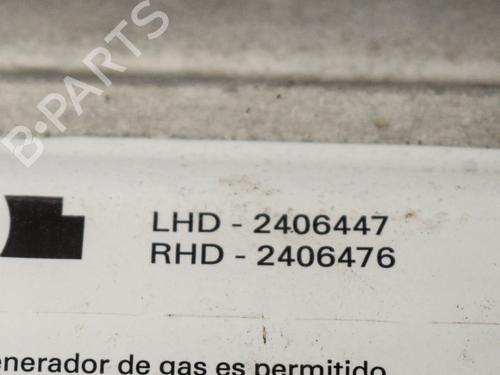 B-PARTS
LHD - 2406447
RHD - 2406476
enerador de gas es permitido